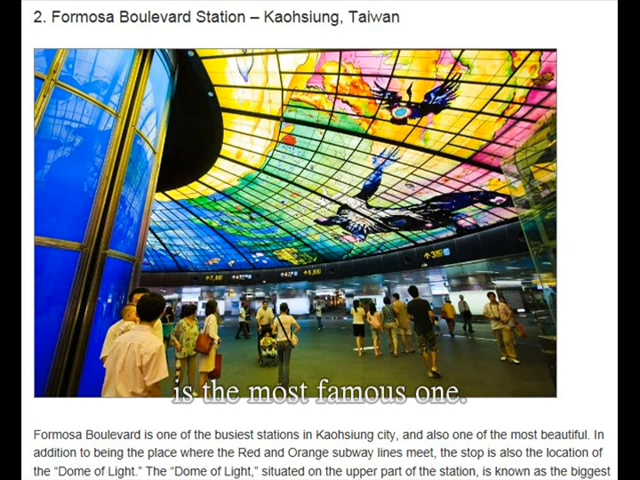 2. Formosa Boulevard Station – Kaohsiung, Taiwan
is the most famous one.
Formosa Boulevard is one of the busiest stations in Kaohsiung city, and also one of the most beautiful. In
addition to being the place where the Red and Orange subway lines meet, the stop is also the location of
the “Dome of Light.” The “Dome of Light,” situated on the upper part of the station, is known as the biggest